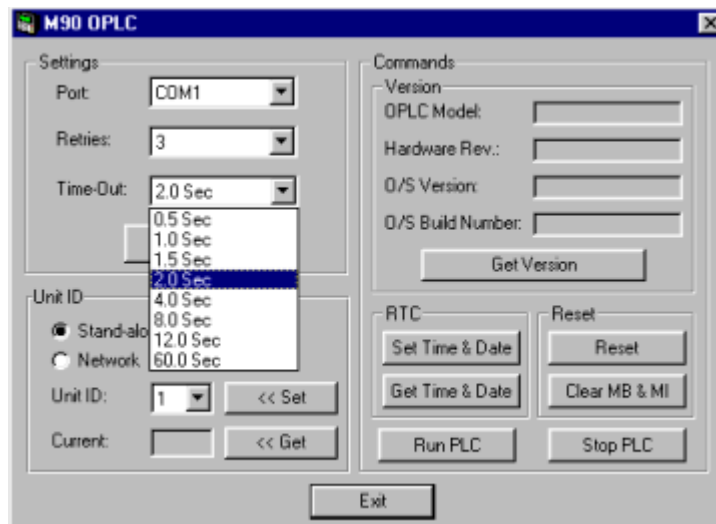 M90 OPLC
Settings
Port:
COM1
Retries:
3
Time-Out:
2.0 Sec
0.5 Sec
1.0 Sec
1.5 Sec
2.0 Sec
4.0 Sec
8.0 Sec
12.0 Sec
60.0 Sec
Unit ID
Stand-alo
Network
Unit ID:
1
<< Set
Current:
<< Get
Commands
Version
OPLC Model:
Hardware Rev.:
O/S Version:
O/S Build Number:
Get Version
RTC
Set Time & Date
Get Time & Date
Reset
Reset
Clear MB & MI
Run PLC
Stop PLC
Exit